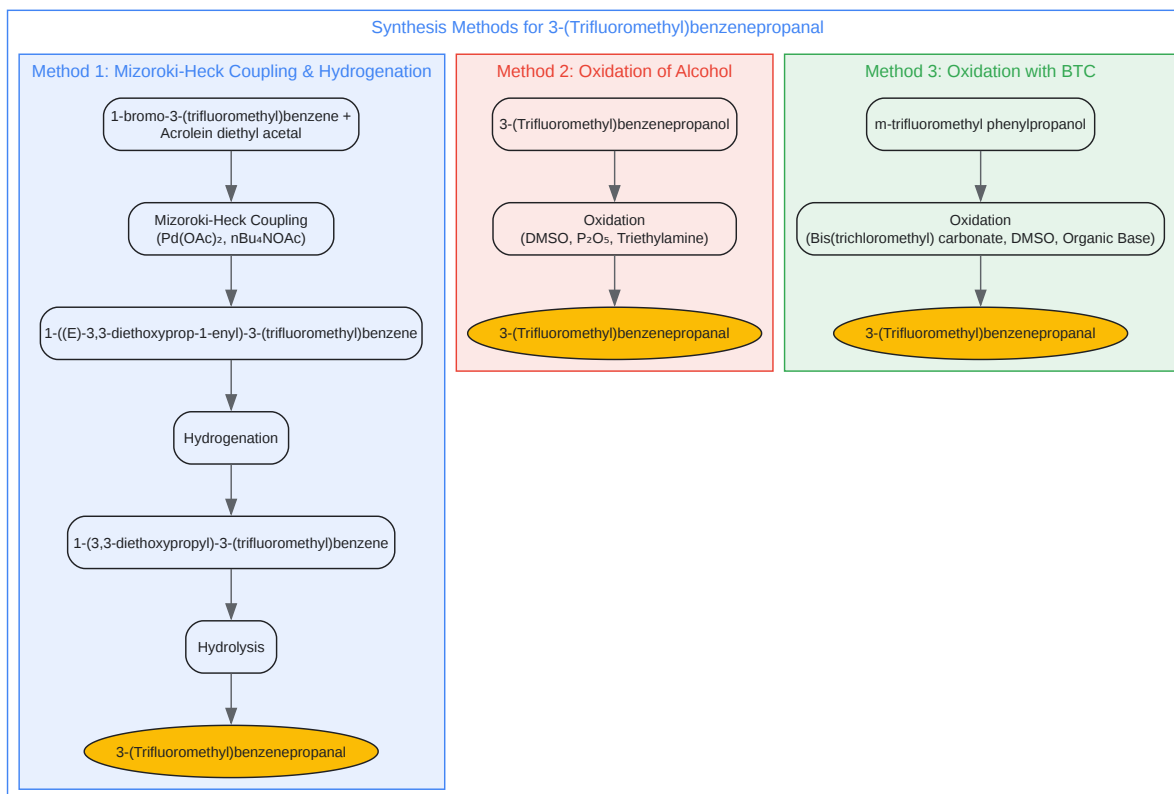 Synthesis Methods for 3-(Trifluoromethyl)benzenepropanal
Method 1: Mizoroki-Heck Coupling & Hydrogenation
1-bromo-3-(trifluoromethyl)benzene +
Acrolein diethyl acetal
Mizoroki-Heck Coupling
(Pd(OAc)₂, nBu₄NOAc)
1-((E)-3,3-diethoxyprop-1-enyl)-3-(trifluoromethyl)benzene
Hydrogenation
1-(3,3-diethoxypropyl)-3-(trifluoromethyl)benzene
Hydrolysis
3-(Trifluoromethyl)benzenepropanal
Method 2: Oxidation of Alcohol
3-(Trifluoromethyl)benzenepropanol
Oxidation
(DMSO, P₂O₅, Triethylamine)
3-(Trifluoromethyl)benzenepropanal
Method 3: Oxidation with BTC
m-trifluoromethyl phenylpropanol
Oxidation
(Bis(trichloromethyl) carbonate, DMSO, Organic Base)
3-(Trifluoromethyl)benzenepropanal